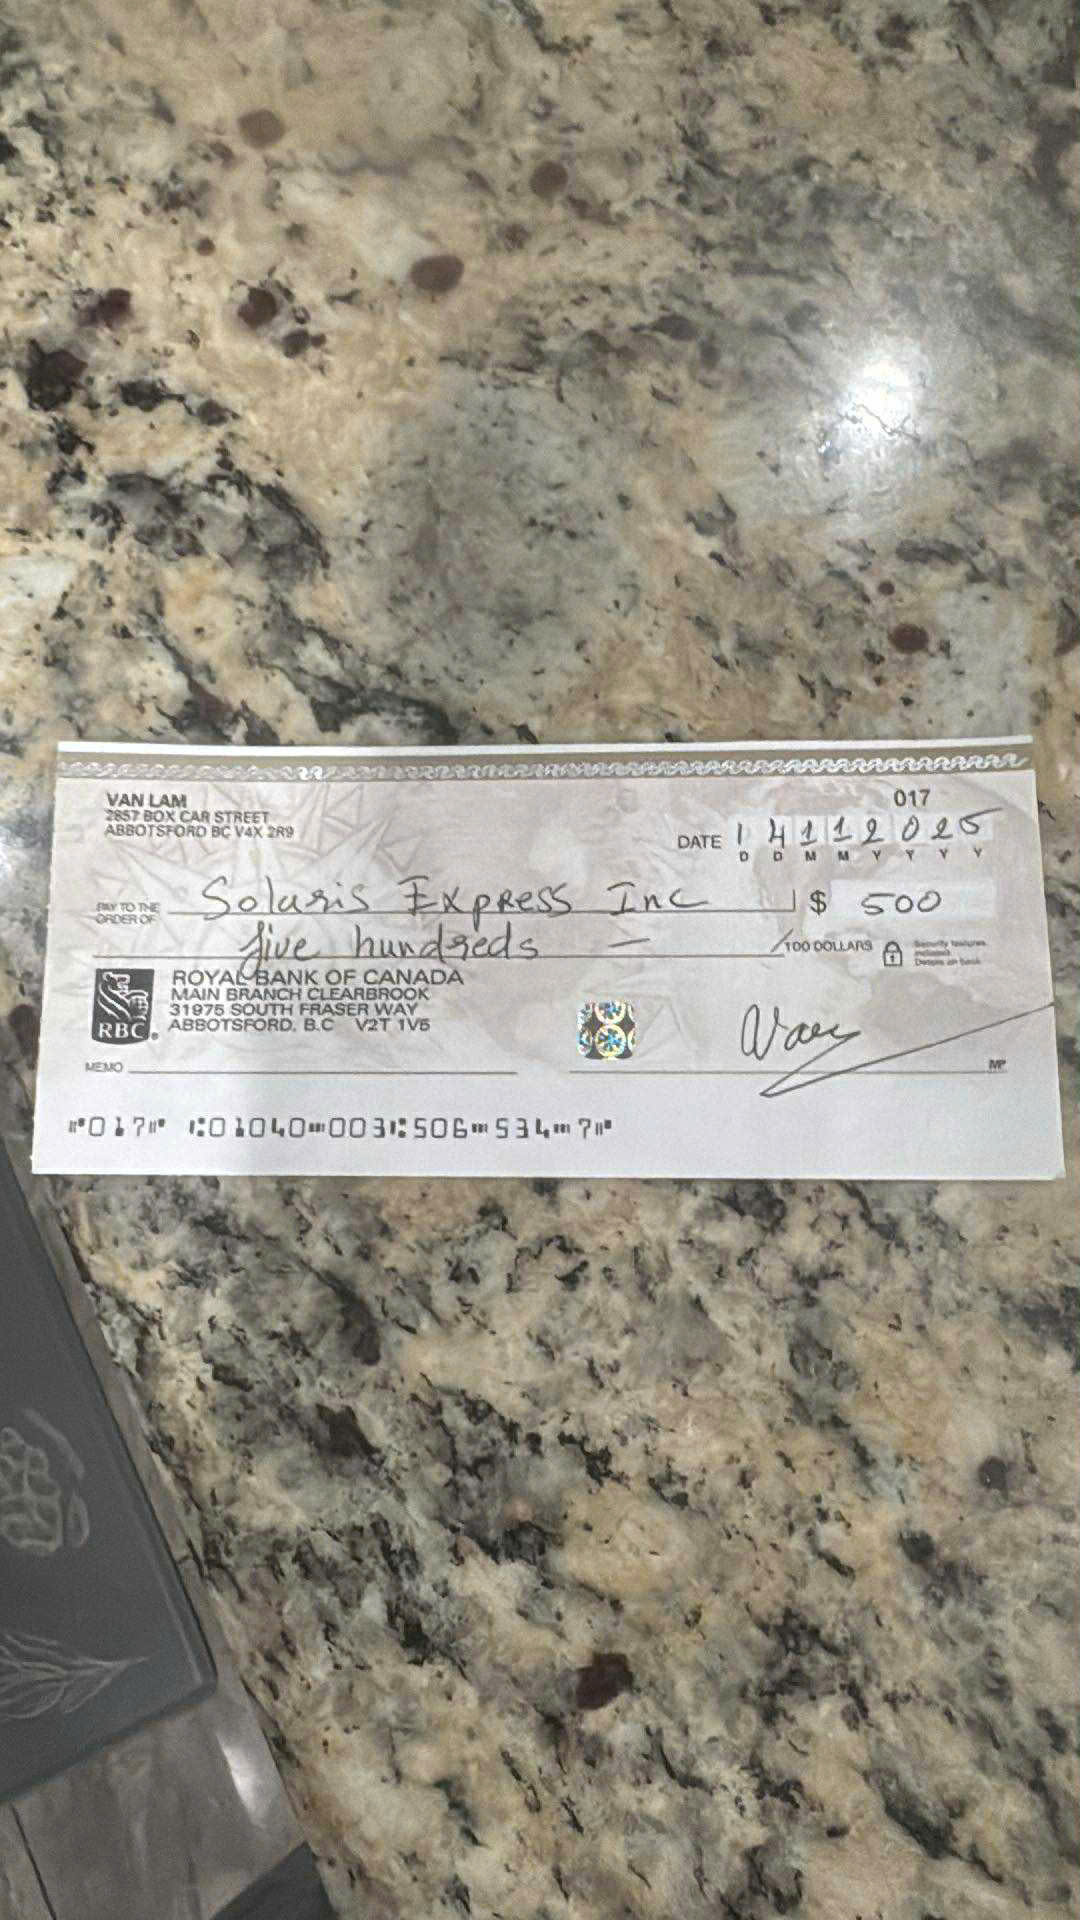 VAN LAM
2857 BOX CAR STREET
ABBOTSFORD BC V4X 2R9
017
DATE 14112025
D D M M Y Y Y Y
PAY TO THE
ORDER OF
Solaris Express Inc $ 500
five hundreds — /100 DOLLARS
Security features
included.
Details on back.
ROYAL BANK OF CANADA
MAIN BRANCH CLEARBROOK
31975 SOUTH FRASER WAY
ABBOTSFORD, B.C V2T 1V5
RBC
MEMO
MP
⑈017⑈ ⑆01040⑉003⑆506⑉534⑉7⑈